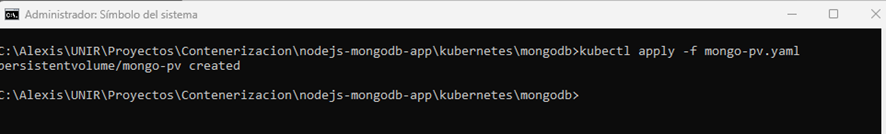 Administrador: Símbolo del sistema
C:\Alexis\UNIR\Proyectos\Contenerizacion\nodejs-mongodb-app\kubernetes\mongodb>kubectl apply -f mongo-pv.yaml
persistentvolume/mongo-pv created
C:\Alexis\UNIR\Proyectos\Contenerizacion\nodejs-mongodb-app\kubernetes\mongodb>